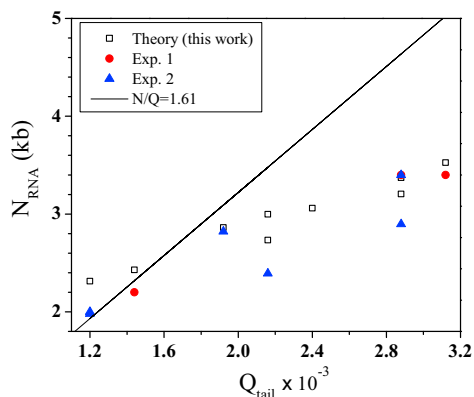 Theory (this work)
Exp. 1
Exp. 2
N/Q=1.61
N_RNA (kb)
5
4
3
2
1.2 1.6 2.0 2.4 2.8 3.2
Q_tail x 10^-3